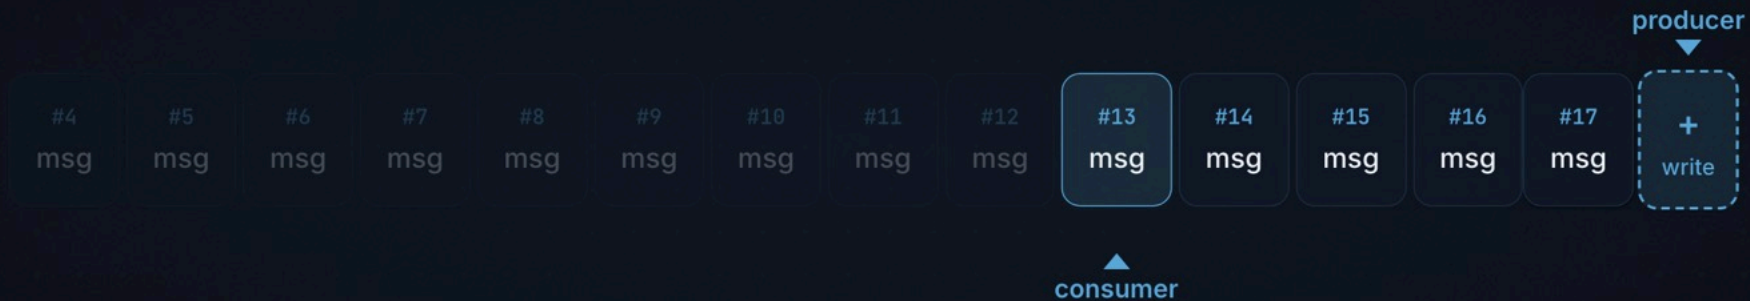 producer
#4 #5 #6 #7 #8 #9 #10 #11 #12 #13 #14 #15 #16 #17 +
msg msg msg msg msg msg msg msg msg msg msg msg msg msg write
consumer